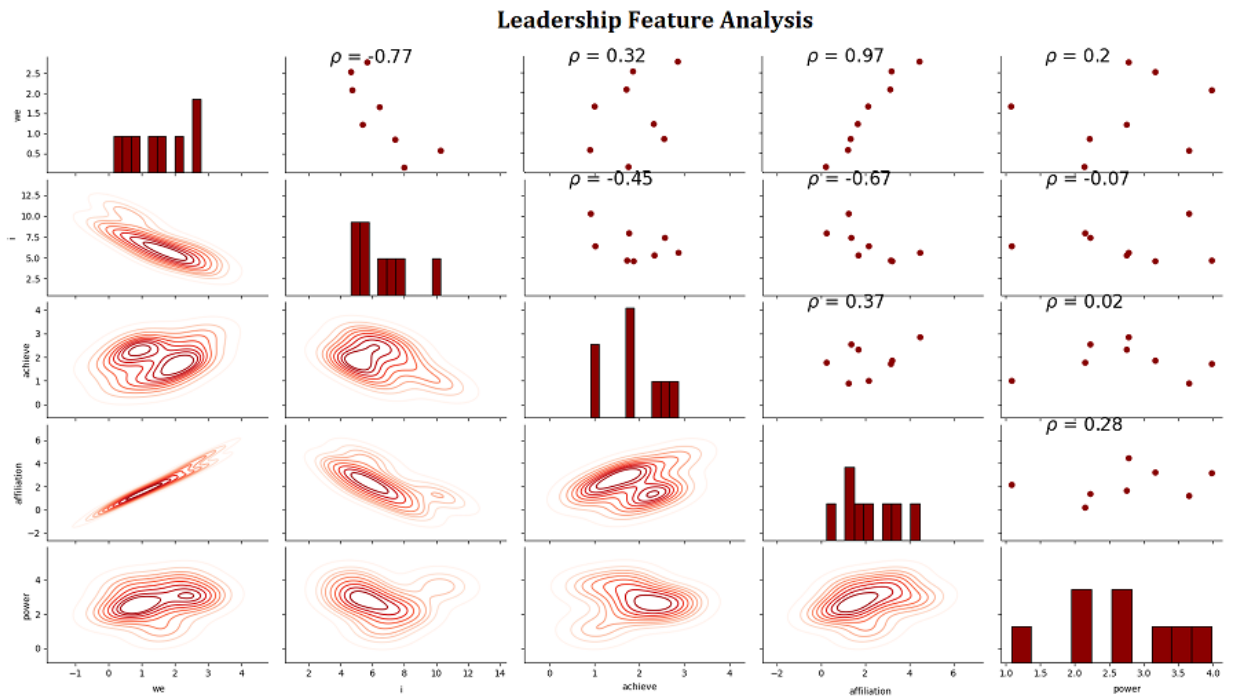 Leadership Feature Analysis
ρ = -0.77
ρ = 0.32
ρ = 0.97
ρ = 0.2
2.5
2.0
1.5
1.0
0.5
we
ρ = -0.45
ρ = -0.67
ρ = -0.07
12.5
10.0
7.5
5.0
2.5
i
ρ = 0.37
ρ = 0.02
4
3
2
1
0
achieve
ρ = 0.28
6
4
2
0
−2
affiliation
4
2
0
power
−1 0 1 2 3 4
2 4 6 8 10 12 14
0 1 2 3 4
−2 0 2 4 6
1.0 1.5 2.0 2.5 3.0 3.5 4.0
we
i
achieve
affiliation
power